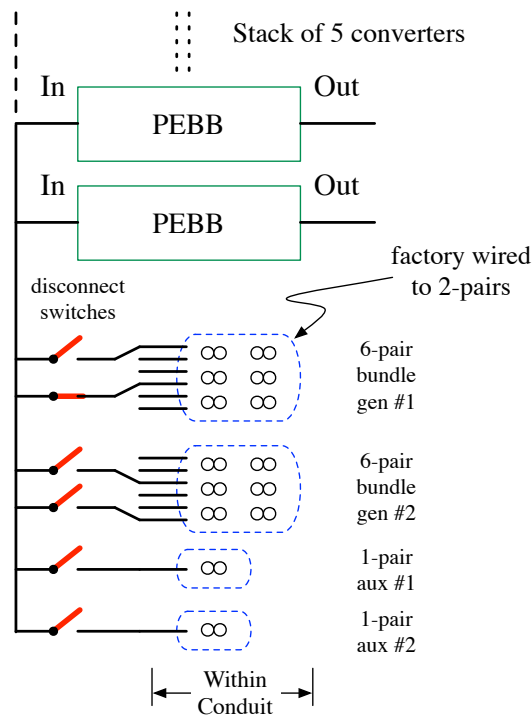 Stack of 5 converters
In
Out
PEBB
In
Out
PEBB
factory wired
to 2-pairs
disconnect
switches
6-pair
bundle
gen #1
6-pair
bundle
gen #2
1-pair
aux #1
1-pair
aux #2
Within
Conduit